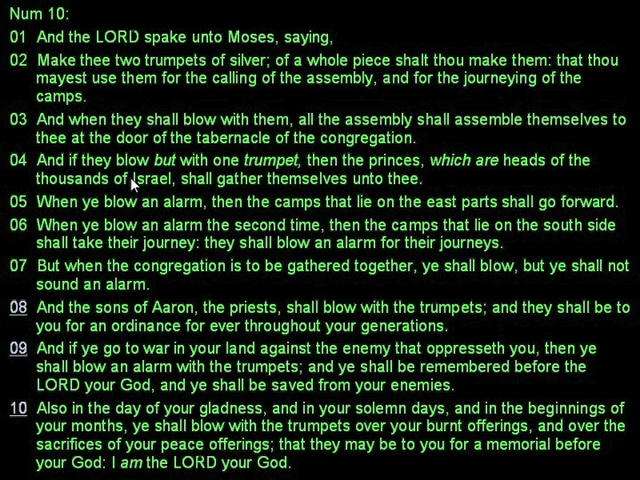 Num 10:
01 And the LORD spake unto Moses, saying,
02 Make thee two trumpets of silver; of a whole piece shalt thou make them: that thou
mayest use them for the calling of the assembly, and for the journeying of the
camps.
03 And when they shall blow with them, all the assembly shall assemble themselves to
thee at the door of the tabernacle of the congregation.
04 And if they blow but with one trumpet, then the princes, which are heads of the
thousands of Israel, shall gather themselves unto thee.
05 When ye blow an alarm, then the camps that lie on the east parts shall go forward.
06 When ye blow an alarm the second time, then the camps that lie on the south side
shall take their journey: they shall blow an alarm for their journeys.
07 But when the congregation is to be gathered together, ye shall blow, but ye shall not
sound an alarm.
08 And the sons of Aaron, the priests, shall blow with the trumpets; and they shall be to
you for an ordinance for ever throughout your generations.
09 And if ye go to war in your land against the enemy that oppresseth you, then ye
shall blow an alarm with the trumpets; and ye shall be remembered before the
LORD your God, and ye shall be saved from your enemies.
10 Also in the day of your gladness, and in your solemn days, and in the beginnings of
your months, ye shall blow with the trumpets over your burnt offerings, and over the
sacrifices of your peace offerings; that they may be to you for a memorial before
your God: I am the LORD your God.